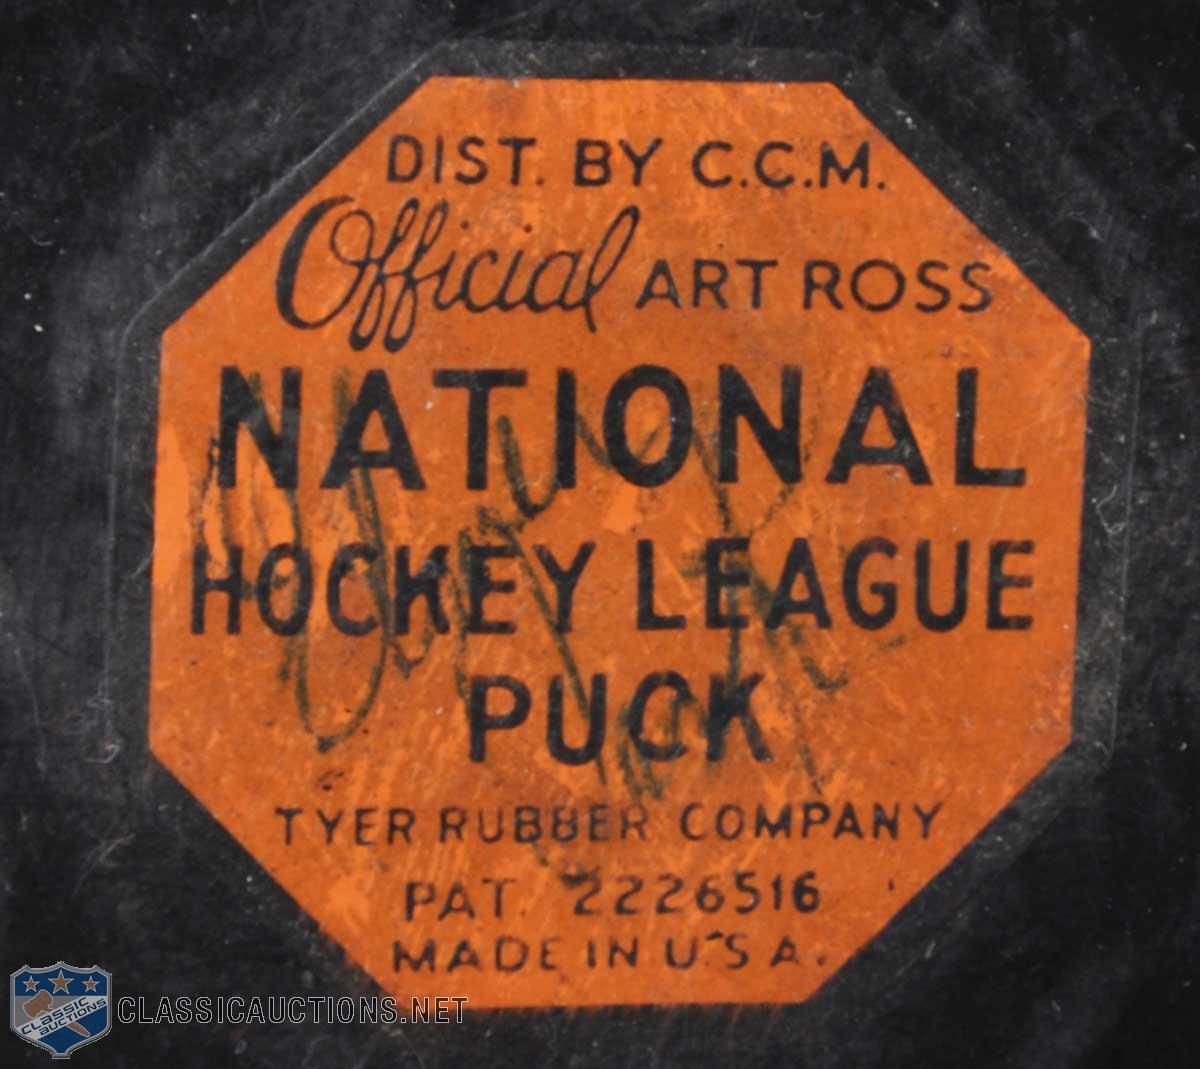 DIST. BY C.C.M.
Official ART ROSS
NATIONAL
HOCKEY LEAGUE
PUCK
TYER RUBBER COMPANY
PAT. 2226516
MADE IN U.S.A.
CLASSIC
AUCTIONS
CLASSICAUCTIONS.NET